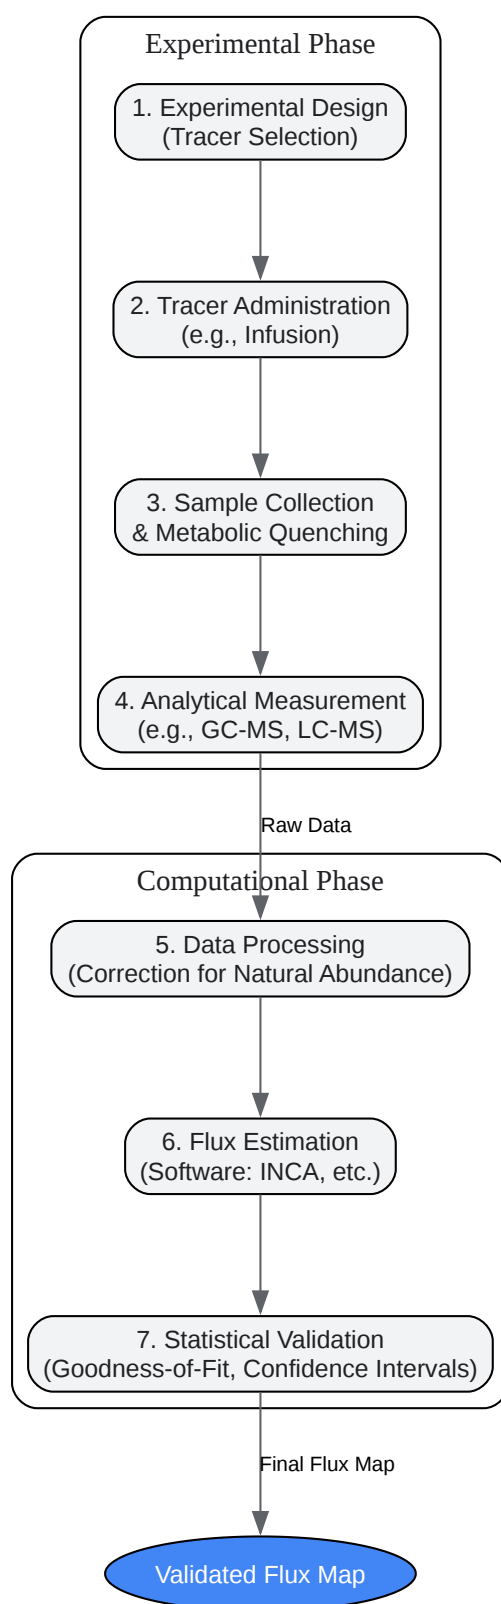 Experimental Phase
1. Experimental Design
(Tracer Selection)
2. Tracer Administration
(e.g., Infusion)
3. Sample Collection
& Metabolic Quenching
4. Analytical Measurement
(e.g., GC-MS, LC-MS)
Raw Data
Computational Phase
5. Data Processing
(Correction for Natural Abundance)
6. Flux Estimation
(Software: INCA, etc.)
7. Statistical Validation
(Goodness-of-Fit, Confidence Intervals)
Final Flux Map
Validated Flux Map